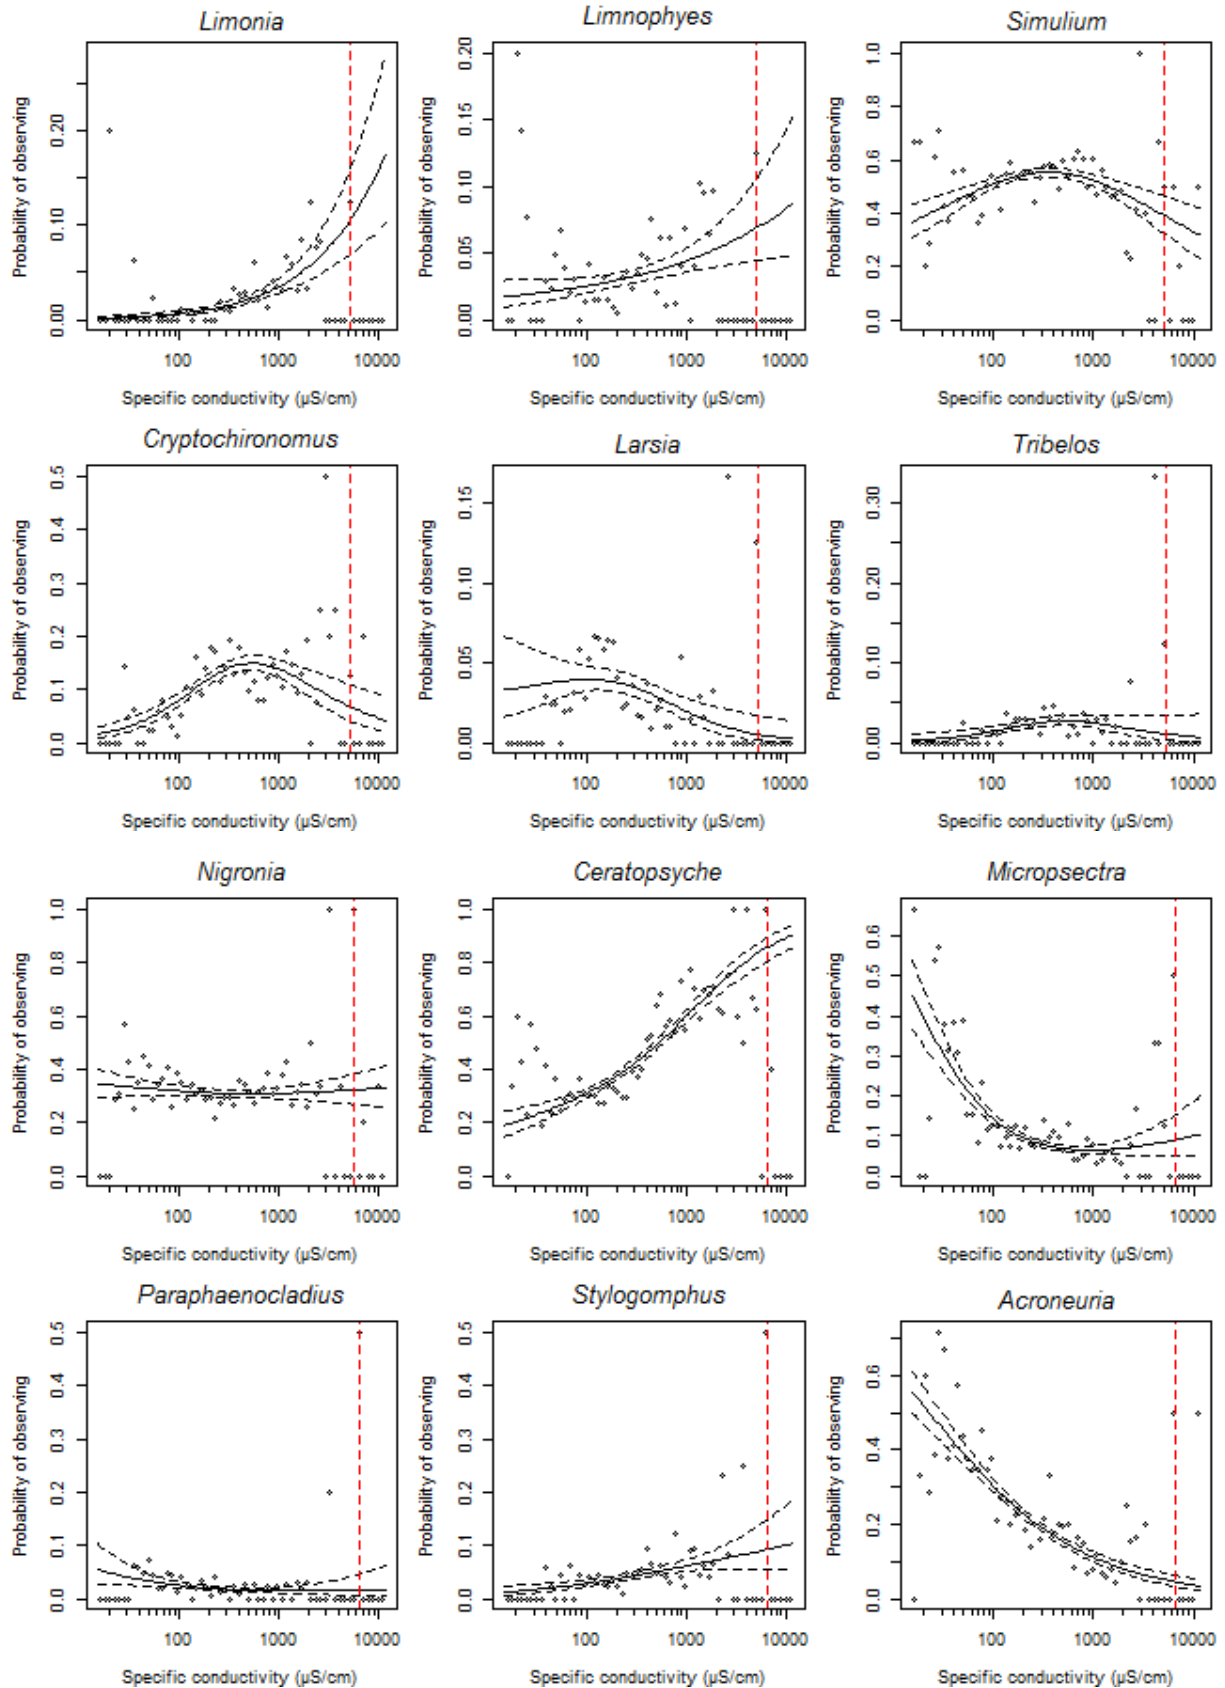 Limonia
Limnophyes
Simulium
Probability of observing
0.00
0.10
0.20
Probability of observing
0.00
0.05
0.10
0.15
0.20
Probability of observing
0.0
0.2
0.4
0.6
0.8
1.0
100 1000 10000
100 1000 10000
100 1000 10000
Specific conductivity (µS/cm)
Specific conductivity (µS/cm)
Specific conductivity (µS/cm)
Cryptochironomus
Larsia
Tribelos
Probability of observing
0.0
0.1
0.2
0.3
0.4
0.5
Probability of observing
0.00
0.05
0.10
0.15
Probability of observing
0.00
0.10
0.20
0.30
100 1000 10000
100 1000 10000
100 1000 10000
Specific conductivity (µS/cm)
Specific conductivity (µS/cm)
Specific conductivity (µS/cm)
Nigronia
Ceratopsyche
Micropsectra
Probability of observing
0.0
0.2
0.4
0.6
0.8
1.0
Probability of observing
0.0
0.2
0.4
0.6
0.8
1.0
Probability of observing
0.0
0.1
0.2
0.3
0.4
0.5
0.6
100 1000 10000
100 1000 10000
100 1000 10000
Specific conductivity (µS/cm)
Specific conductivity (µS/cm)
Specific conductivity (µS/cm)
Paraphaenocladius
Stylogomphus
Acroneuria
Probability of observing
0.0
0.1
0.2
0.3
0.4
0.5
Probability of observing
0.0
0.1
0.2
0.3
0.4
0.5
Probability of observing
0.0
0.2
0.4
0.6
100 1000 10000
100 1000 10000
100 1000 10000
Specific conductivity (µS/cm)
Specific conductivity (µS/cm)
Specific conductivity (µS/cm)